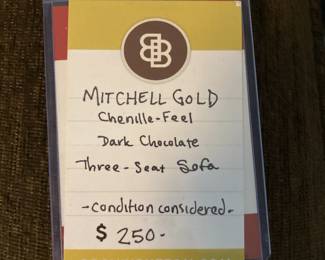 MITCHELL GOLD
Chenille-Feel
Dark Chocolate
Three-Seat Sofa
-condition considered-
$ 250-